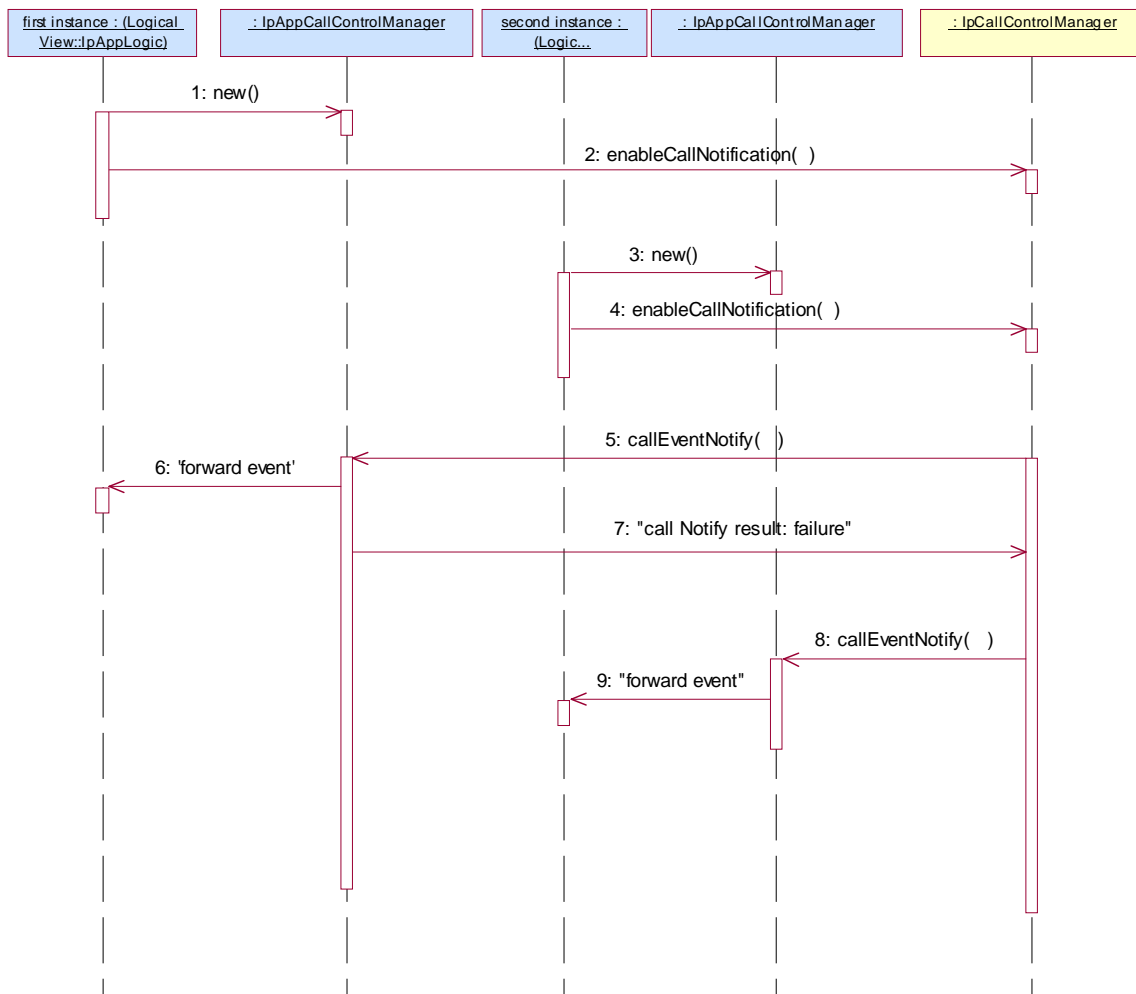 first instance : (Logical
View::IpAppLogic)
: IpAppCallControlManager
second instance :
(Logic...
: IpAppCallControlManager
: IpCallControlManager
1: new()
2: enableCallNotification(  )
3: new()
4: enableCallNotification(  )
5: callEventNotify(   )
6: 'forward event'
7: "call Notify result: failure"
8: callEventNotify(   )
9: "forward event"